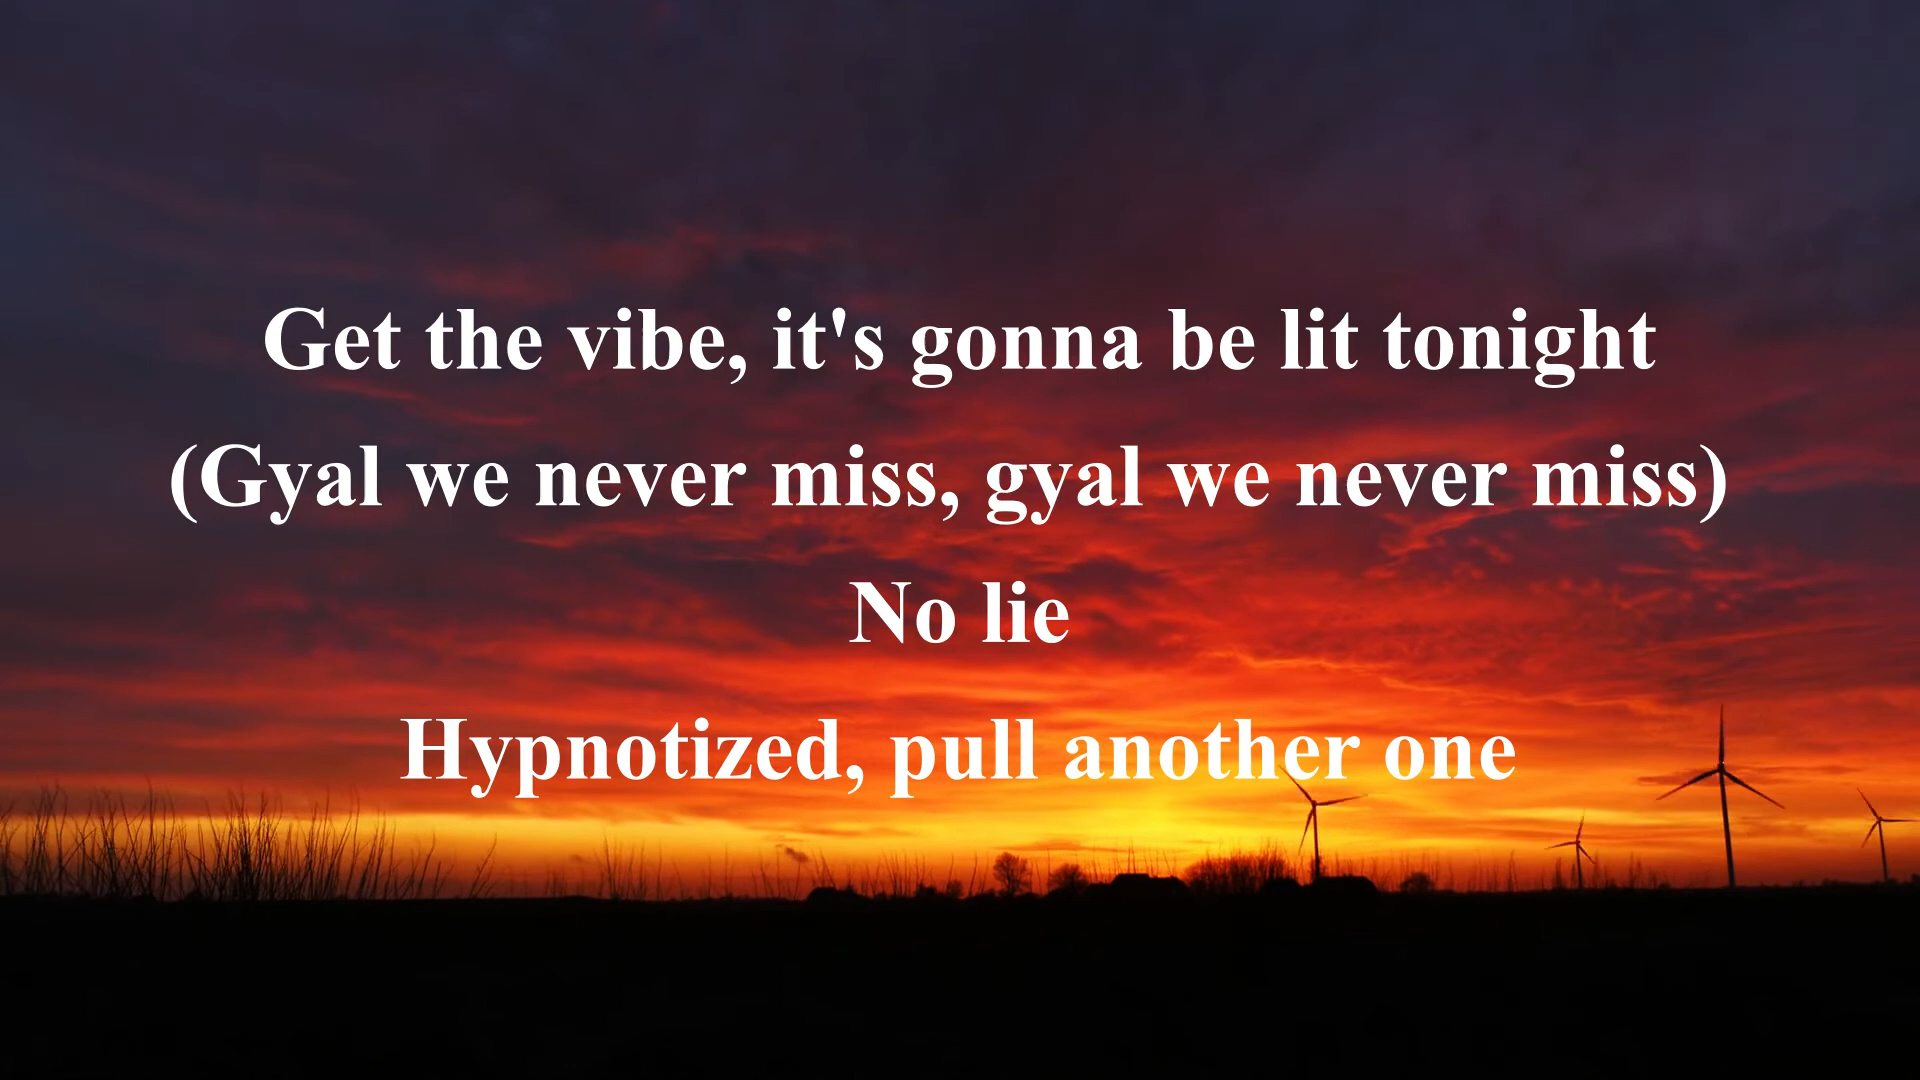 Get the vibe, it's gonna be lit tonight
(Gyal we never miss, gyal we never miss)
No lie
Hypnotized, pull another one